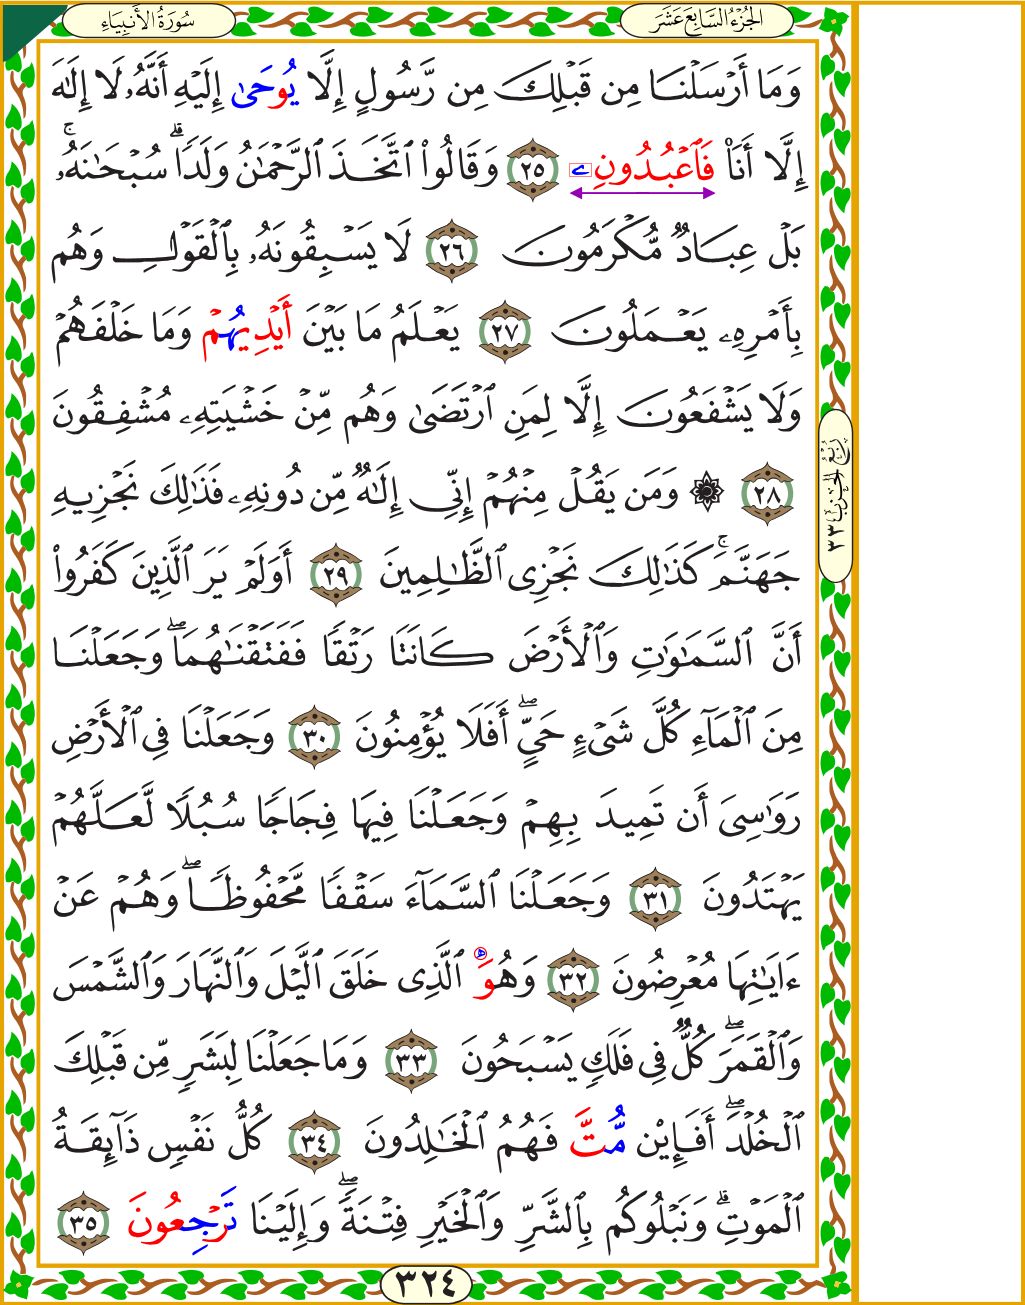 سُورَةُ الأَنبِيَاءِ
الجُزْءُ السَّابِعَ عَشَرَ
وَمَا أَرْسَلْنَا مِن قَبْلِكَ مِن رَّسُولٍ إِلَّا يُوحَىٰ إِلَيْهِ أَنَّهُۥ لَا إِلَٰهَ
إِلَّا أَنَا۠ فَٱعْبُدُونِۦ ٢٥ وَقَالُوا۟ ٱتَّخَذَ ٱلرَّحْمَٰنُ وَلَدًاۗ سُبْحَٰنَهُۥۚ
بَلْ عِبَادٌ مُّكْرَمُونَ ٢٦ لَا يَسْبِقُونَهُۥ بِٱلْقَوْلِ وَهُم
بِأَمْرِهِۦ يَعْمَلُونَ ٢٧ يَعْلَمُ مَا بَيْنَ أَيْدِيهُمْ وَمَا خَلْفَهُمْ
وَلَا يَشْفَعُونَ إِلَّا لِمَنِ ٱرْتَضَىٰ وَهُم مِّنْ خَشْيَتِهِۦ مُشْفِقُونَ
٢٨ ۞ وَمَن يَقُلْ مِنْهُمْ إِنِّى إِلَٰهٌ مِّن دُونِهِۦ فَذَٰلِكَ نَجْزِيهِ
جَهَنَّمَۚ كَذَٰلِكَ نَجْزِى ٱلظَّٰلِمِينَ ٢٩ أَوَلَمْ يَرَ ٱلَّذِينَ كَفَرُوا۟
أَنَّ ٱلسَّمَٰوَٰتِ وَٱلْأَرْضَ كَانَتَا رَتْقًا فَفَتَقْنَٰهُمَاۖ وَجَعَلْنَا
مِنَ ٱلْمَآءِ كُلَّ شَىْءٍ حَىٍّۖ أَفَلَا يُؤْمِنُونَ ٣٠ وَجَعَلْنَا فِى ٱلْأَرْضِ
رَوَٰسِىَ أَن تَمِيدَ بِهِمْ وَجَعَلْنَا فِيهَا فِجَاجًا سُبُلًا لَّعَلَّهُمْ
يَهْتَدُونَ ٣١ وَجَعَلْنَا ٱلسَّمَآءَ سَقْفًا مَّحْفُوظًاۖ وَهُمْ عَنْ
ءَايَٰتِهَا مُعْرِضُونَ ٣٢ وَهُوَ ٱلَّذِى خَلَقَ ٱلَّيْلَ وَٱلنَّهَارَ وَٱلشَّمْسَ
وَٱلْقَمَرَۖ كُلٌّ فِى فَلَكٍ يَسْبَحُونَ ٣٣ وَمَا جَعَلْنَا لِبَشَرٍ مِّن قَبْلِكَ
ٱلْخُلْدَۖ أَفَإِي۟ن مُّتَّ فَهُمُ ٱلْخَٰلِدُونَ ٣٤ كُلُّ نَفْسٍ ذَآئِقَةُ
ٱلْمَوْتِۗ وَنَبْلُوكُم بِٱلشَّرِّ وَٱلْخَيْرِ فِتْنَةًۖ وَإِلَيْنَا تَرْجِعُونَ ٣٥
رُبْعُ الحِزْبِ ٣٣
٣٢٤